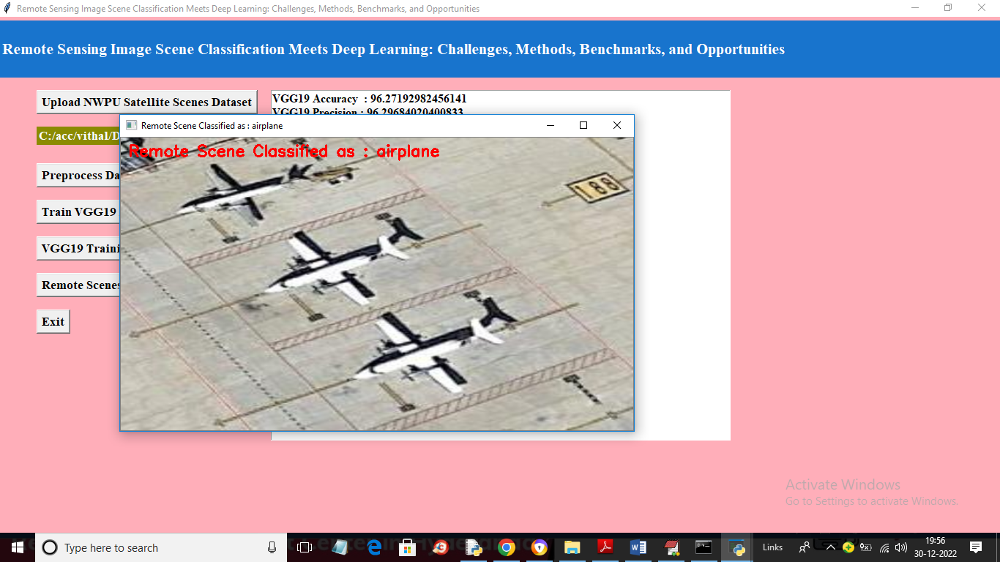 Remote Sensing Image Scene Classification Meets Deep Learning: Challenges, Methods, Benchmarks, and Opportunities
Remote Sensing Image Scene Classification Meets Deep Learning: Challenges, Methods, Benchmarks, and Opportunities
Upload NWPU Satellite Scenes Dataset
VGG19 Accuracy : 96.27192982456141
VGG19 Precision : 96.29684020400833
Remote Scene Classified as : airplane
C:/acc/vithal/D
Remote Scene Classified as : airplane
Preprocess Da
188
Train VGG19
VGG19 Traini
Remote Scenes
Exit
Activate Windows
Go to Settings to activate Windows.
Type here to search
Links
19:56
30-12-2022